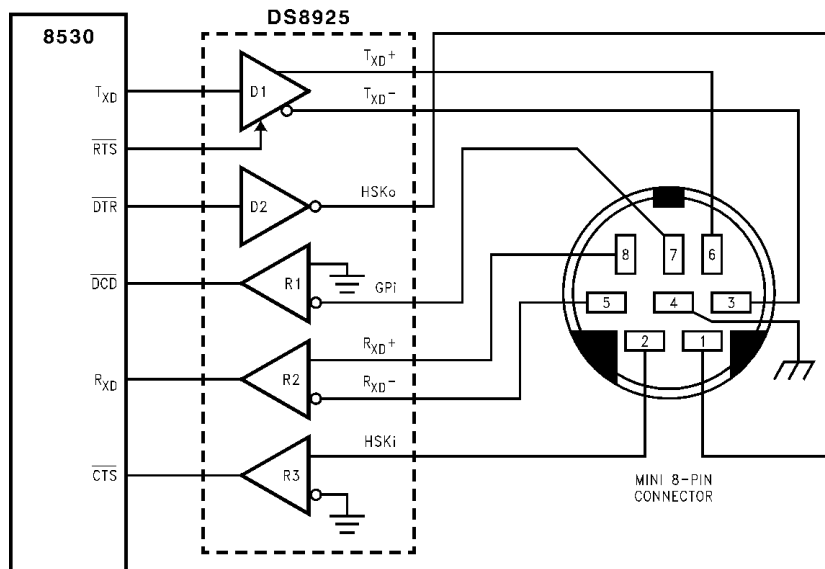 DS8925
8530
TXD+
TXD
D1
TXD-
RTS
DTR
D2
HSKo
8
7
6
DCD
R1
GPi
5
4
3
RXD+
2
1
RXD
R2
RXD-
HSKi
CTS
R3
MINI 8-PIN
CONNECTOR